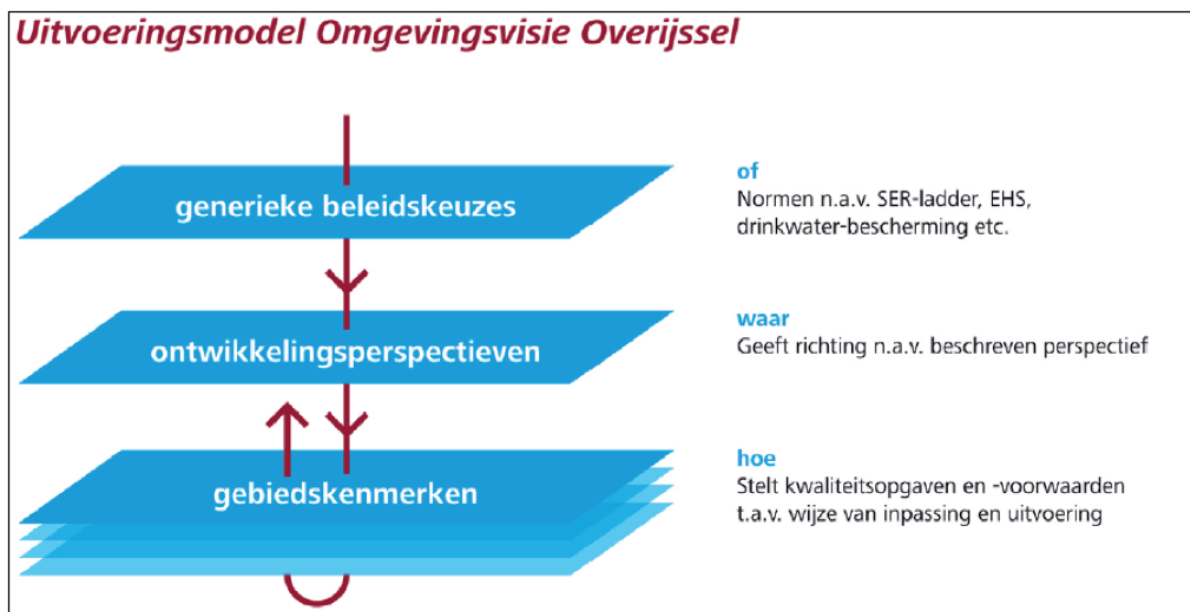 Uitvoeringsmodel Omgevingsvisie Overijssel
generieke beleidskeuzes
of
Normen n.a.v. SER-ladder, EHS,
drinkwater-bescherming etc.
ontwikkelingsperspectieven
waar
Geeft richting n.a.v. beschreven perspectief
gebiedskenmerken
hoe
Stelt kwaliteitsopgaven en -voorwaarden
t.a.v. wijze van inpassing en uitvoering